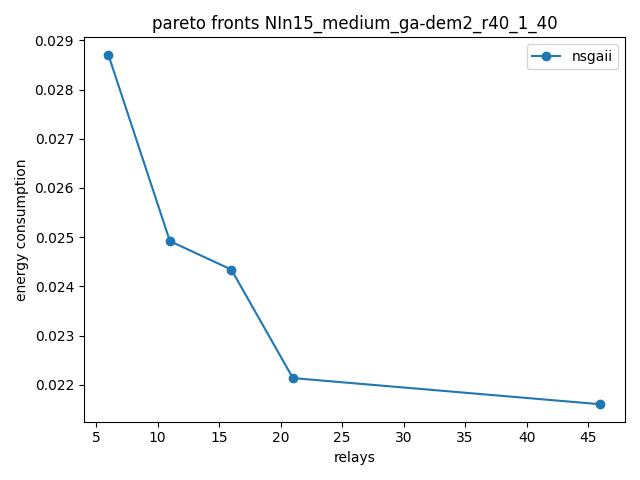 pareto fronts NIn15_medium_ga-dem2_r40_1_40
nsgaii
0.029
0.028
0.027
0.026
0.025
0.024
0.023
0.022
energy consumption
5 10 15 20 25 30 35 40 45
relays